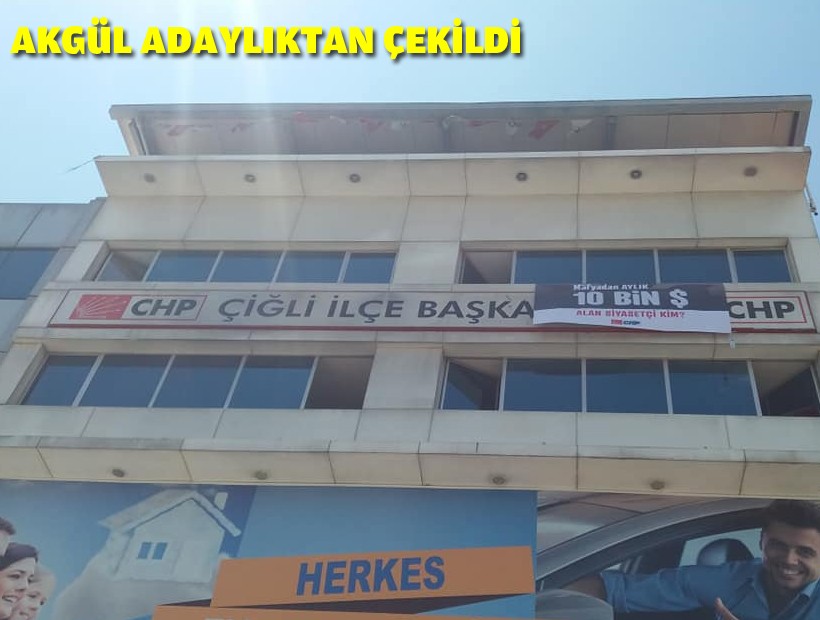 AKGÜL ADAYLIKTAN ÇEKİLDİ
CHP ÇİĞLİ İLÇE BAŞKA
Mafyadan AYLIK
10 BİN $
ALAN SİYASETÇİ KİM?
CHP
CHP
HERKES